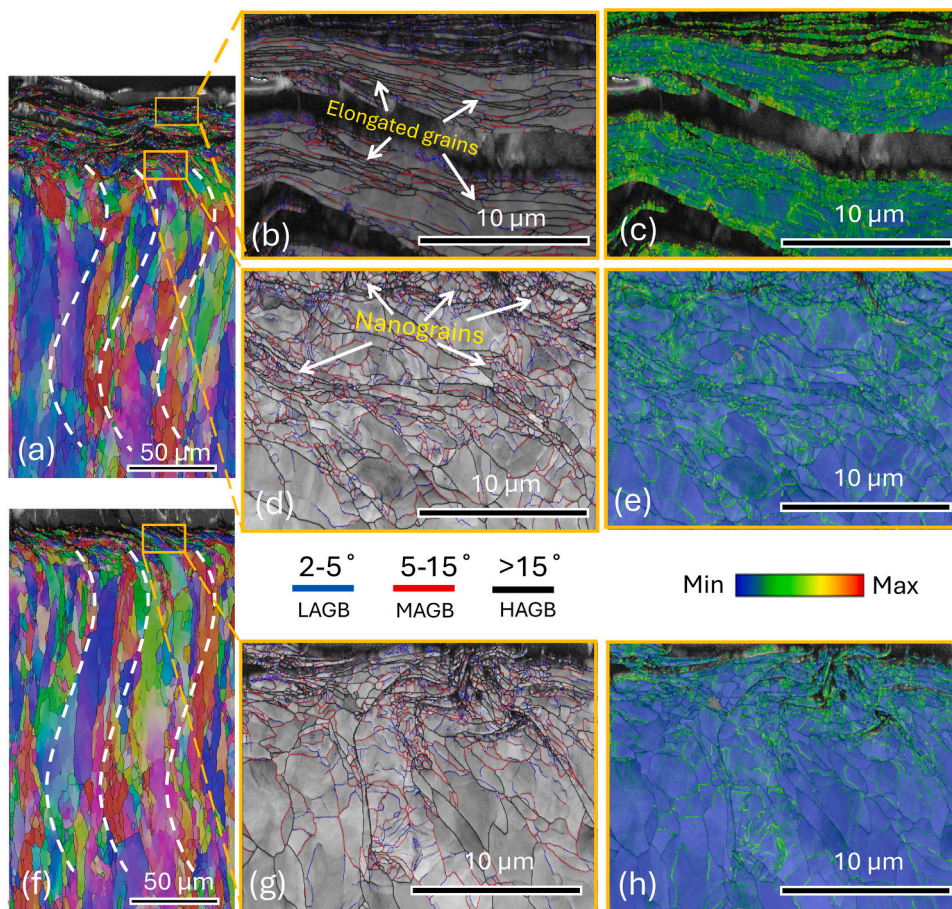 Elongated grains
10 µm
(b)
10 µm
(c)
(a)
50 µm
Nanograins
10 µm
(d)
10 µm
(e)
2-5°
5-15°
>15°
LAGB
MAGB
HAGB
Min
Max
10 µm
(g)
10 µm
(h)
50 µm
(f)